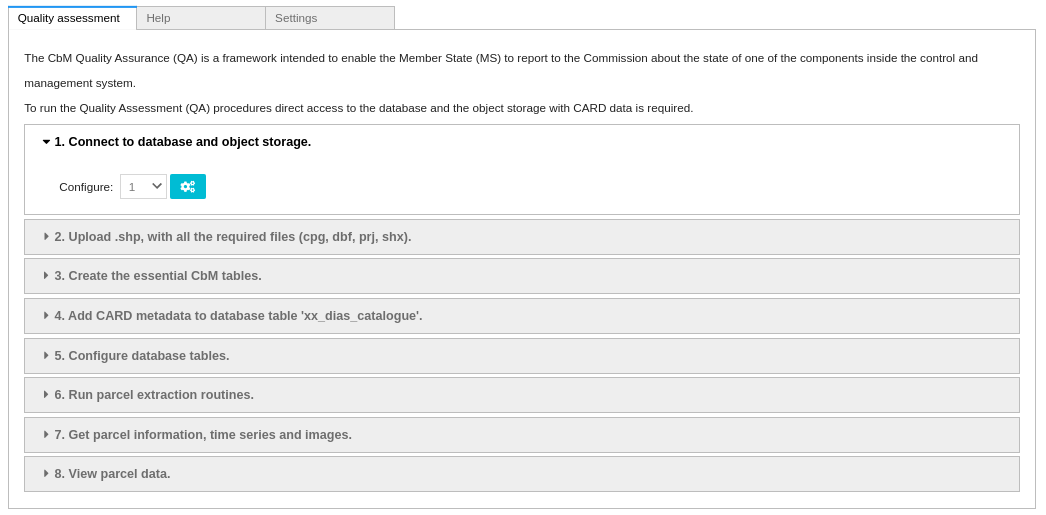 Quality assessment
Help
Settings
The CbM Quality Assurance (QA) is a framework intended to enable the Member State (MS) to report to the Commission about the state of one of the components inside the control and
management system.
To run the Quality Assessment (QA) procedures direct access to the database and the object storage with CARD data is required.
1. Connect to database and object storage.
Configure: 1
2. Upload .shp, with all the required files (cpg, dbf, prj, shx).
3. Create the essential CbM tables.
4. Add CARD metadata to database table 'xx_dias_catalogue'.
5. Configure database tables.
6. Run parcel extraction routines.
7. Get parcel information, time series and images.
8. View parcel data.